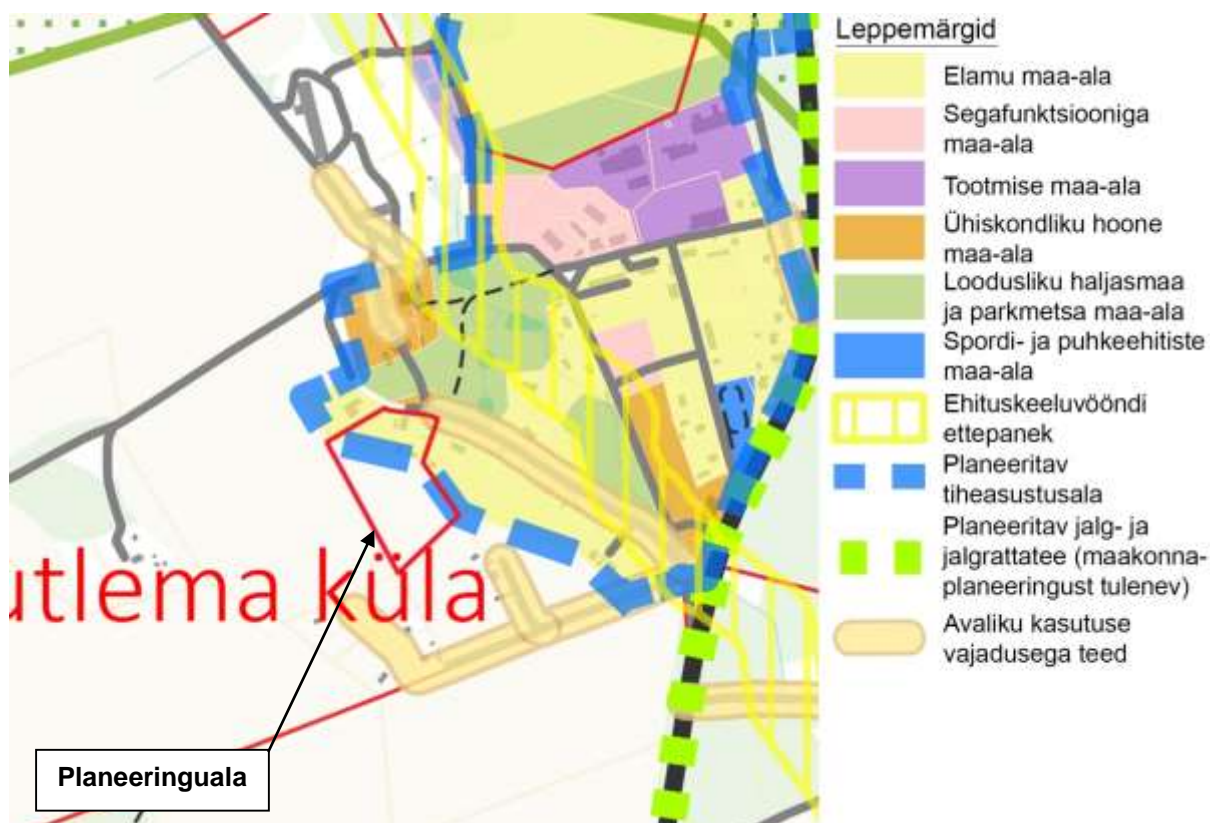 utlema küla
Planeeringuala
Leppemärgid
Elamu maa-ala
Segafunktsiooniga
maa-ala
Tootmise maa-ala
Ühiskondliku hoone
maa-ala
Loodusliku haljasmaa
ja parkmetsa maa-ala
Spordi- ja puhkeehitiste
maa-ala
Ehituskeeluvööndi
ettepanek
Planeeritav
tiheasustusala
Planeeritav jalg- ja
jalgrattatee (maakonna-
planeeringust tulenev)
Avaliku kasutuse
vajadusega teed